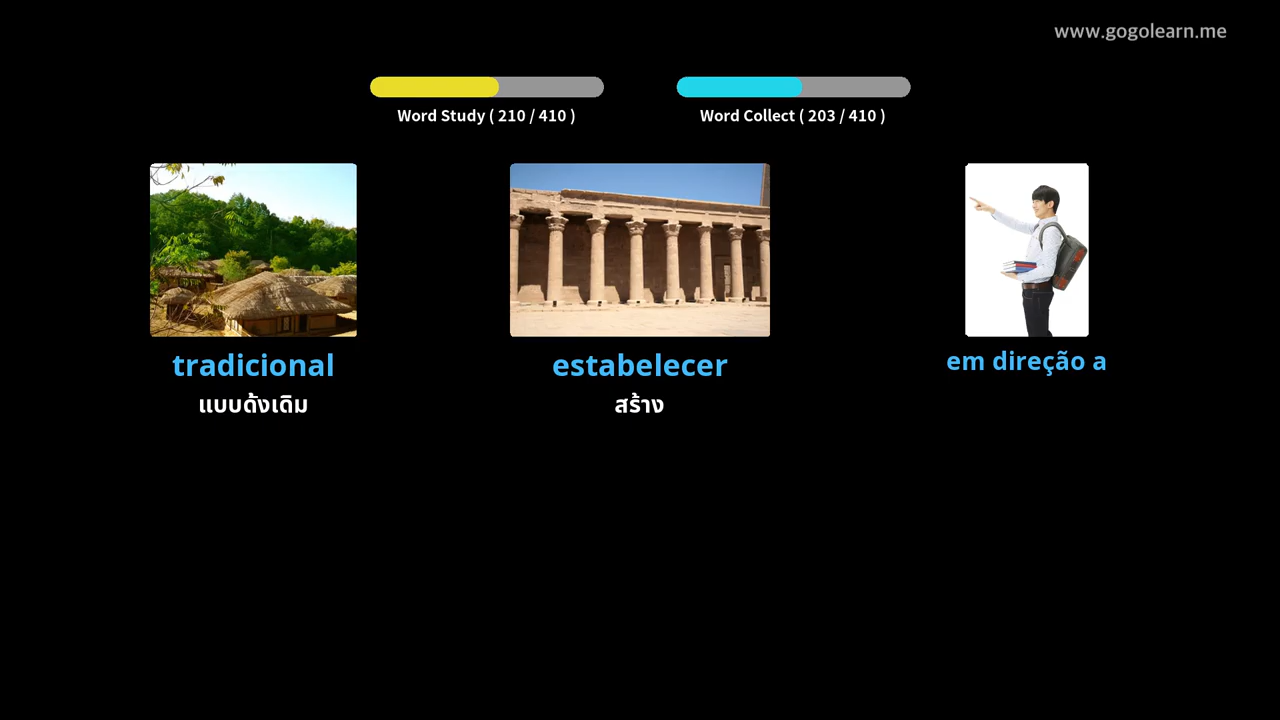 www.gogolearn.me
Word Study ( 210 / 410 )
Word Collect ( 203 / 410 )
tradicional
แบบดั้งเดิม
estabelecer
สร้าง
em direção a